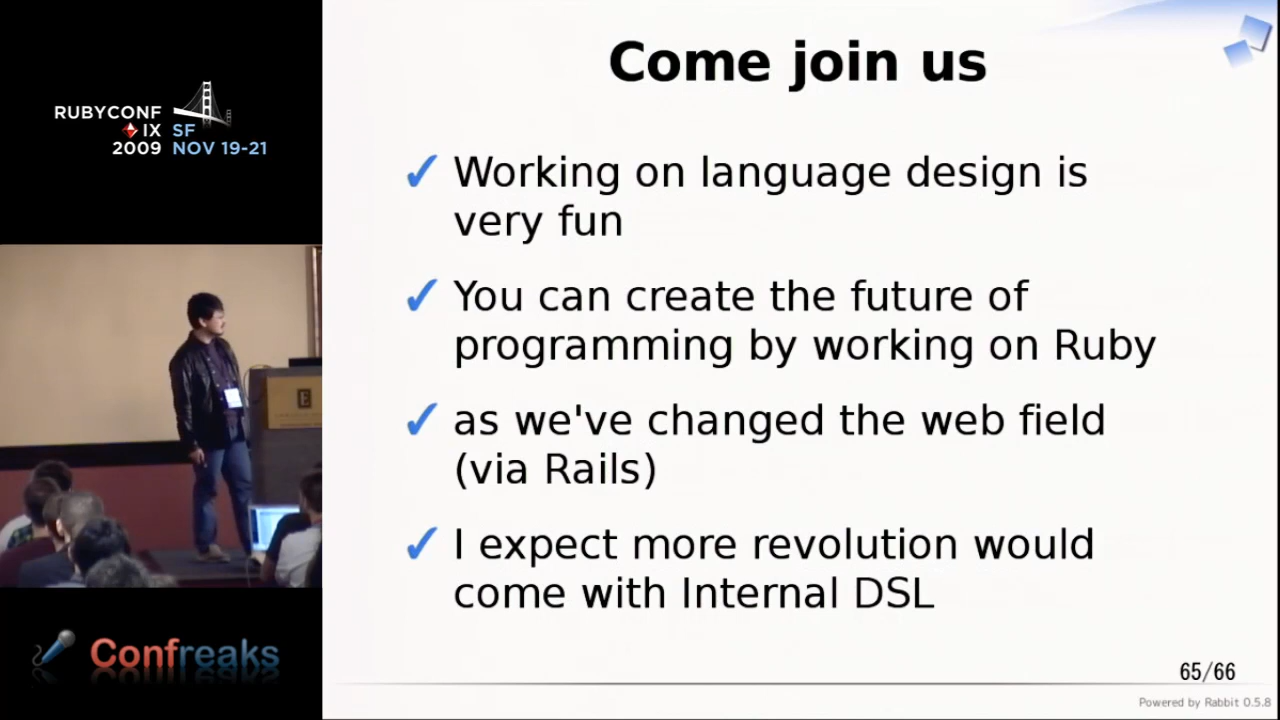 RUBYCONF
IX SF
2009 NOV 19-21
Come join us
✓ Working on language design is
very fun
✓ You can create the future of
programming by working on Ruby
✓ as we've changed the web field
(via Rails)
✓ I expect more revolution would
come with Internal DSL
65/66
Powered by Rabbit 0.5.8
E
Confreaks